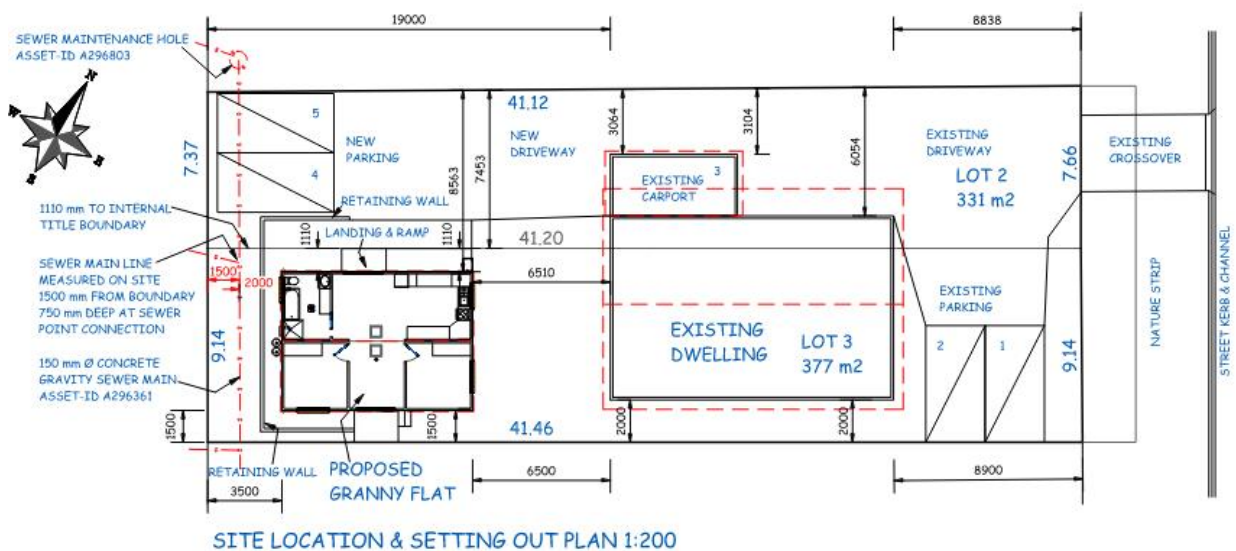 19000
8838
SEWER MAINTENANCE HOLE
ASSET-ID A296803
N
W
E
S
7.37
5
4
NEW
PARKING
8563
7453
41.12
NEW
DRIVEWAY
3064
3104
6054
EXISTING
DRIVEWAY
LOT 2
331 m2
7.66
EXISTING
CROSSOVER
EXISTING
CARPORT
3
1110 mm TO INTERNAL
TITLE BOUNDARY
RETAINING WALL
1110
LANDING & RAMP
1110
41.20
SEWER MAIN LINE
MEASURED ON SITE
1500 mm FROM BOUNDARY
750 mm DEEP AT SEWER
POINT CONNECTION
1500
2000
6510
EXISTING
PARKING
2
1
EXISTING
DWELLING
LOT 3
377 m2
9.14
9.14
NATURE STRIP
STREET KERB & CHANNEL
150 mm Ø CONCRETE
GRAVITY SEWER MAIN
ASSET-ID A296361
1500
1500
41.46
2000
2000
RETAINING WALL
PROPOSED
GRANNY FLAT
3500
6500
8900
SITE LOCATION & SETTING OUT PLAN 1:200